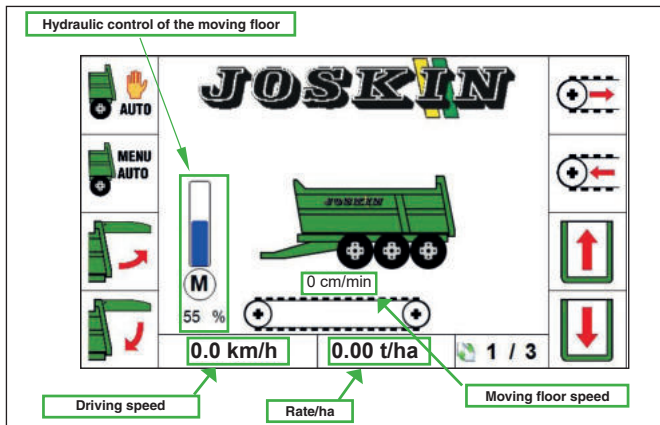 Hydraulic control of the moving floor
JOSKIN
AUTO
MENU
AUTO
JOSKIN
0 cm/min
M
55 %
0.0 km/h
0.00 t/ha
1 / 3
Driving speed
Rate/ha
Moving floor speed